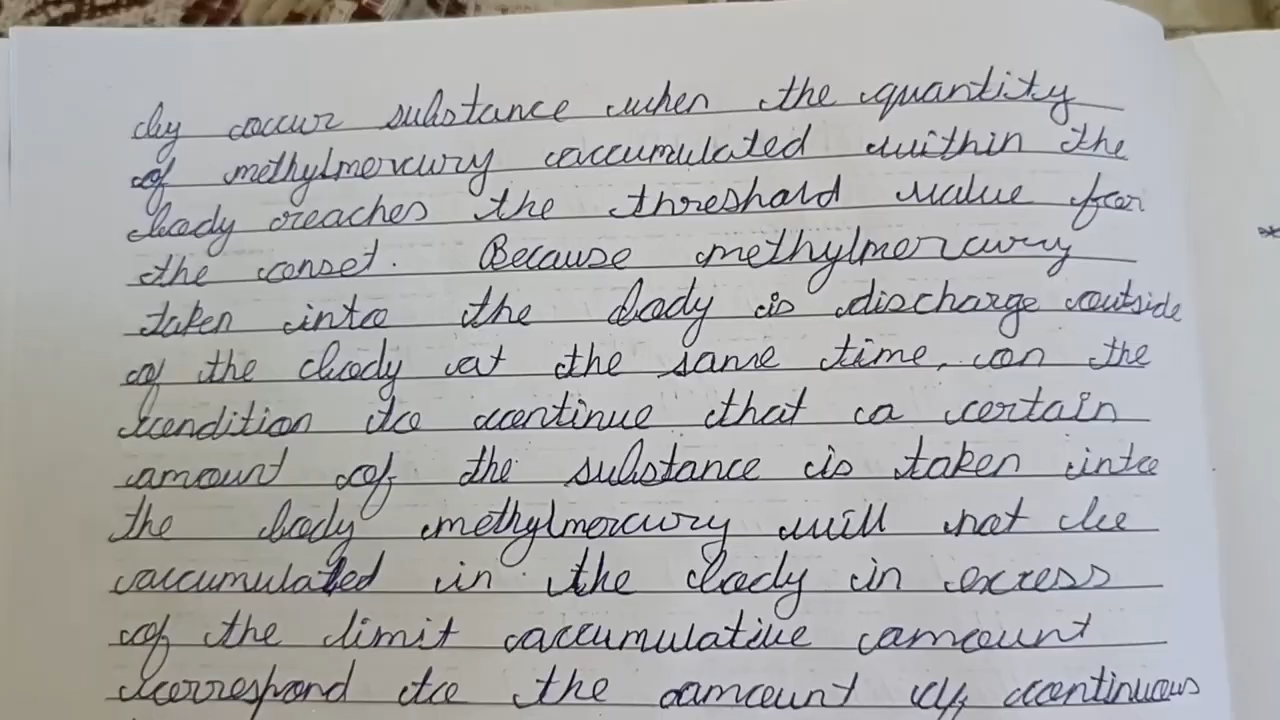 by occur substance when the quantity
of methylmercury accumulated within the
body reaches the threshold value for
the onset. Because methylmercury
taken into the body is discharge outside
of the body at the same time, on the
condition to continue that a certain
amount of the substance is taken into
the body methylmercury will not be
accumulated in the body in excess
of the limit accumulative amount
correspond to the amount of continuous